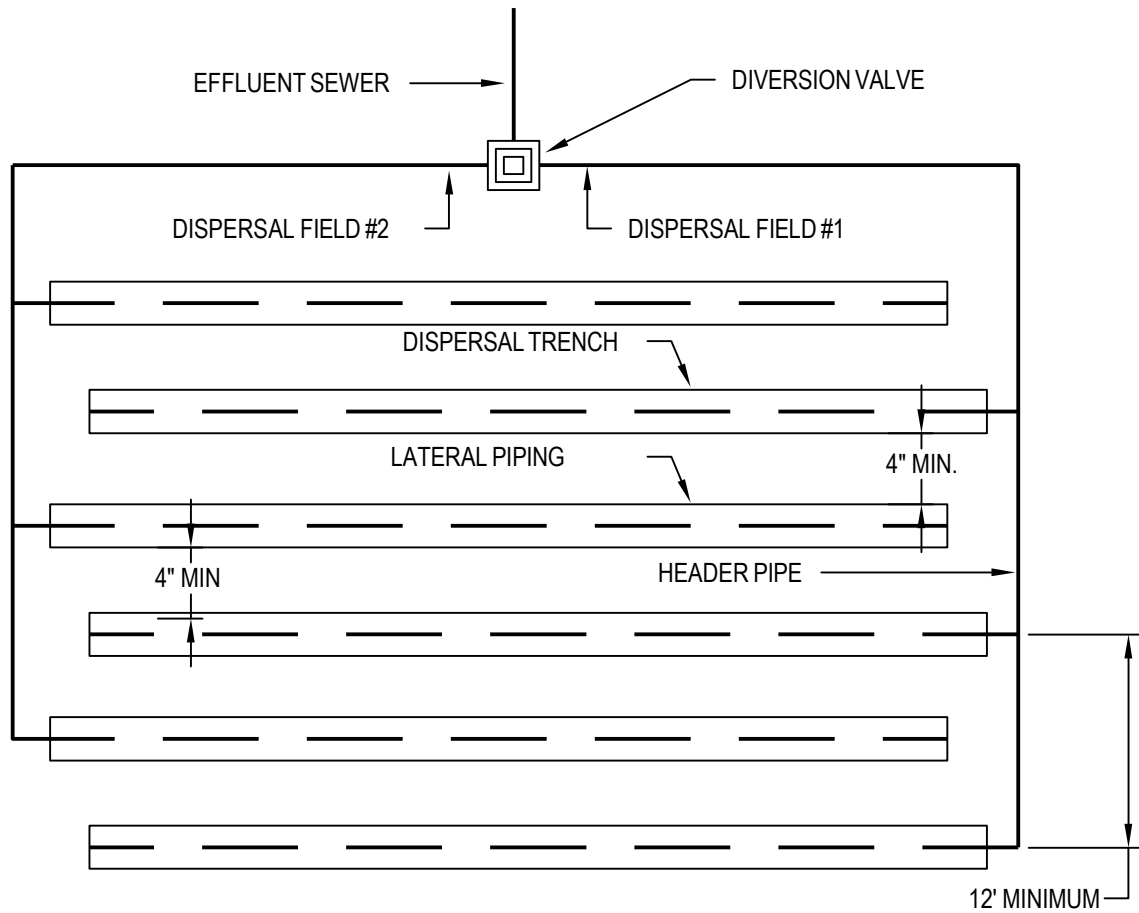 EFFLUENT SEWER
DIVERSION VALVE
DISPERSAL FIELD #2
DISPERSAL FIELD #1
DISPERSAL TRENCH
LATERAL PIPING
4" MIN.
4" MIN
HEADER PIPE
12' MINIMUM